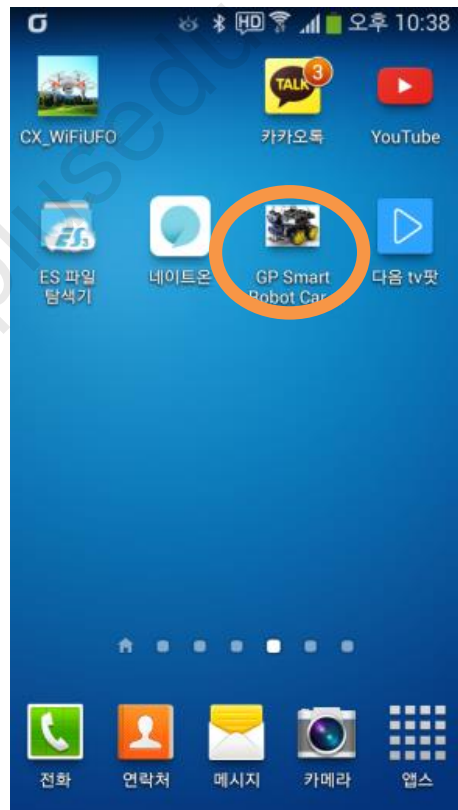 HD 오후 10:38
TALK 3
CX_WiFiUFO 카카오톡 YouTube
ES
ES 파일 네이트온 GP Smart 다음 tv팟
탐색기 Robot Car
전화 연락처 메시지 카메라 앱스